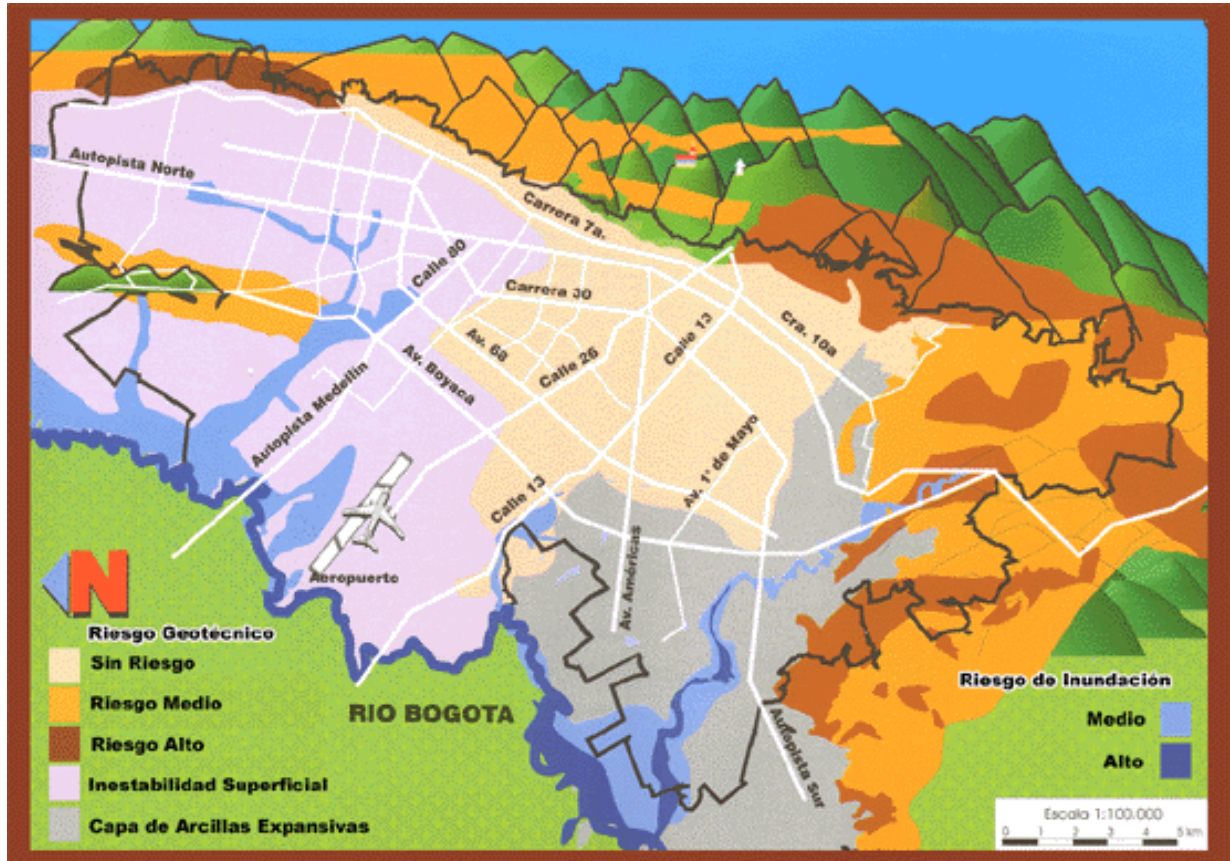 Autopista Norte
Carrera 7a.
Calle 80
Carrera 30
Av. 68
Calle 26
Calle 13
Cra. 10a
Av. Boyaca
Autopista Medellin
Av. 1° de Mayo
Calle 13
Av. Américas
Aeropuerto
N
RIO BOGOTA
Autopista Sur
Riesgo Geotécnico
Sin Riesgo
Riesgo Medio
Riesgo Alto
Inestabilidad Superficial
Capa de Arcillas Expansivas
Riesgo de Inundación
Medio
Alto
Escala 1:100.000
0 1 2 3 4 5 km